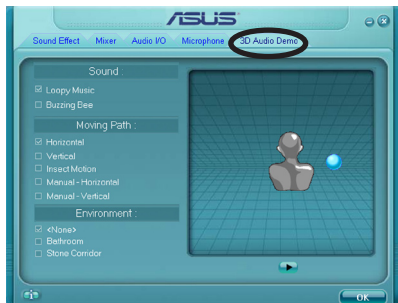 ASUS
Sound Effect Mixer Audio I/O Microphone 3D Audio Demo
Sound :
Loopy Music
Buzzing Bee
Moving Path :
Horizontal
Vertical
Insect Motion
Manual - Horizontal
Manual - Vertical
Environment :
<None>
Bathroom
Stone Corridor
i
OK